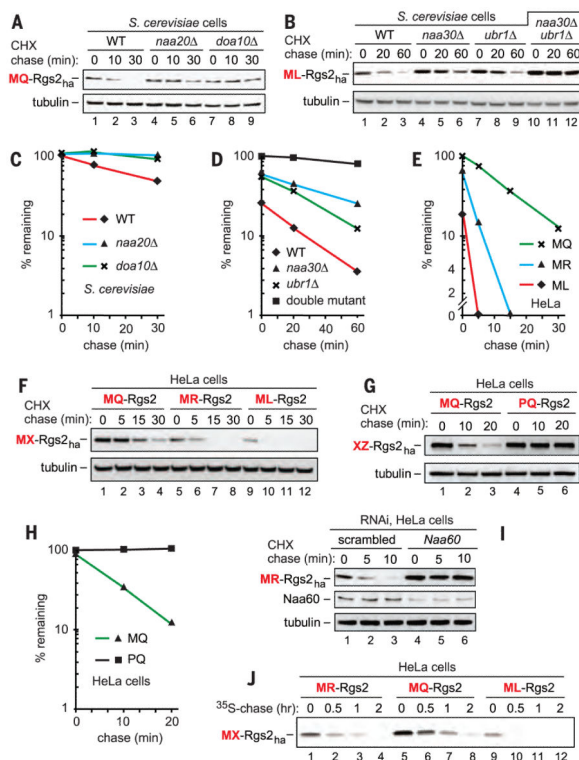 A
S. cerevisiae cells
CHX
chase (min)
WT naa20Δ doa10Δ
0 10 30 0 10 30 0 10 30
MQ-Rgs2ha–
tubulin –
1 2 3 4 5 6 7 8 9
B
S. cerevisiae cells
CHX
chase (min)
WT naa30Δ ubr1Δ naa30Δ ubr1Δ
0 20 60 0 20 60 0 20 60 0 20 60
ML-Rgs2ha–
tubulin –
1 2 3 4 5 6 7 8 9 10 11 12
C
% remaining
100
10
1
WT
naa20Δ
doa10Δ
S. cerevisiae
0 10 20 30
chase (min)
D
% remaining
100
10
1
WT
naa30Δ
ubr1Δ
double mutant
0 20 40 60
chase (min)
E
% remaining
100
10
4
2
0
MQ
MR
ML
HeLa
0 10 20 30
chase (min)
F
HeLa cells
CHX
chase (min)
MQ-Rgs2 MR-Rgs2 ML-Rgs2
0 5 15 30 0 5 15 30 0 5 15 30
MX-Rgs2ha–
tubulin –
1 2 3 4 5 6 7 8 9 10 11 12
G
HeLa cells
CHX
chase (min)
MQ-Rgs2 PQ-Rgs2
0 10 20 0 10 20
XZ-Rgs2ha–
tubulin –
1 2 3 4 5 6
H
% remaining
100
10
1
MQ
PQ
HeLa cells
0 10 20
chase (min)
I
RNAi, HeLa cells
CHX
chase (min)
scrambled Naa60
0 5 10 0 5 10
MR-Rgs2ha–
Naa60 –
tubulin –
1 2 3 4 5 6
J
HeLa cells
MR-Rgs2 MQ-Rgs2 ML-Rgs2
35S-chase (hr): 0 0.5 1 2 0 0.5 1 2 0 0.5 1 2
MX-Rgs2ha–
1 2 3 4 5 6 7 8 9 10 11 12